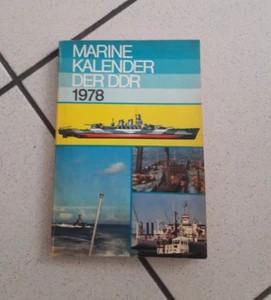 MARINE
KALENDER
DER DDR
1978